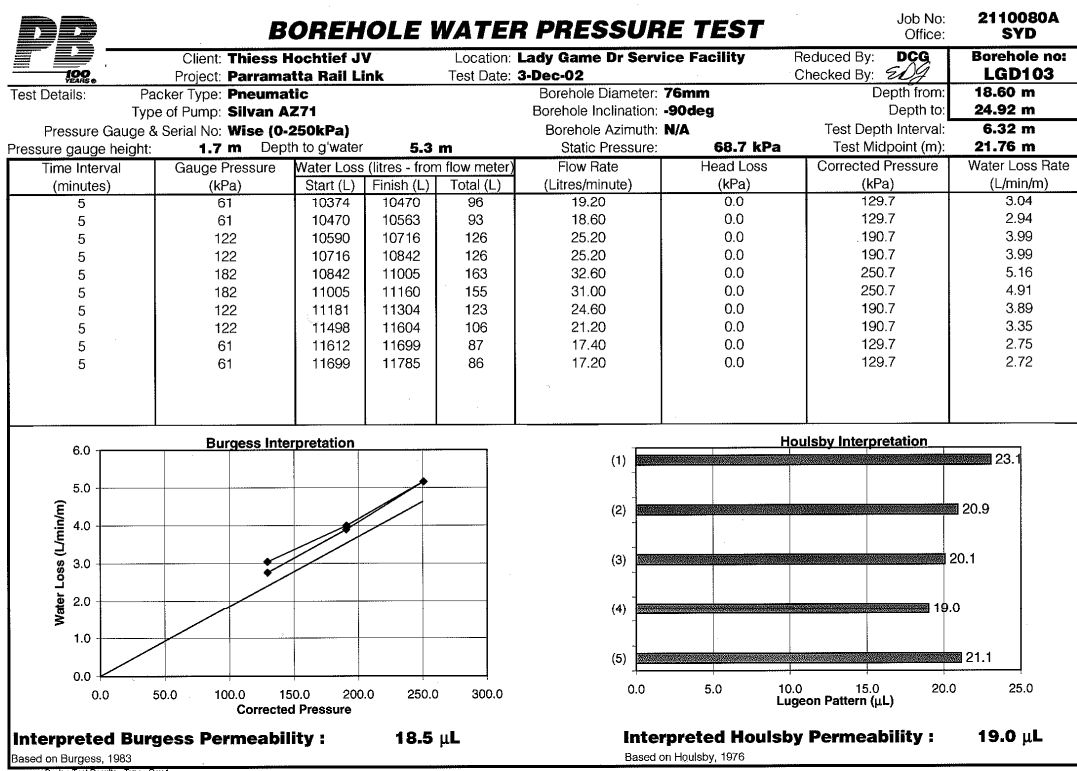 PB
100 YEARS
BOREHOLE WATER PRESSURE TEST
Job No: 2110080A
Office: SYD
Client: Thiess Hochtief JV Location: Lady Game Dr Service Facility Reduced By: DCG Borehole no:
Project: Parramatta Rail Link Test Date: 3-Dec-02 Checked By: LGD103
Test Details: Packer Type: Pneumatic Borehole Diameter: 76mm Depth from: 18.60 m
Type of Pump: Silvan AZ71 Borehole Inclination: -90deg Depth to: 24.92 m
Pressure Gauge & Serial No: Wise (0-250kPa) Borehole Azimuth: N/A Test Depth Interval: 6.32 m
Pressure gauge height: 1.7 m Depth to g'water 5.3 m Static Pressure: 68.7 kPa Test Midpoint (m): 21.76 m
Time Interval Gauge Pressure Water Loss (litres - from flow meter) Flow Rate Head Loss Corrected Pressure Water Loss Rate
(minutes) (kPa) Start (L) Finish (L) Total (L) (Litres/minute) (kPa) (kPa) (L/min/m)
5 61 10374 10470 96 19.20 0.0 129.7 3.04
5 61 10470 10563 93 18.60 0.0 129.7 2.94
5 122 10590 10716 126 25.20 0.0 190.7 3.99
5 122 10716 10842 126 25.20 0.0 190.7 3.99
5 182 10842 11005 163 32.60 0.0 250.7 5.16
5 182 11005 11160 155 31.00 0.0 250.7 4.91
5 122 11181 11304 123 24.60 0.0 190.7 3.89
5 122 11498 11604 106 21.20 0.0 190.7 3.35
5 61 11612 11699 87 17.40 0.0 129.7 2.75
5 61 11699 11785 86 17.20 0.0 129.7 2.72
Burgess Interpretation
6.0
5.0
4.0
3.0
2.0
1.0
0.0
Water Loss (L/min/m)
0.0 50.0 100.0 150.0 200.0 250.0 300.0
Corrected Pressure
Interpreted Burgess Permeability : 18.5 µL
Based on Burgess, 1983
Houlsby Interpretation
(1) 23.1
(2) 20.9
(3) 20.1
(4) 19.0
(5) 21.1
0.0 5.0 10.0 15.0 20.0 25.0
Lugeon Pattern (µL)
Interpreted Houlsby Permeability : 19.0 µL
Based on Houlsby, 1976